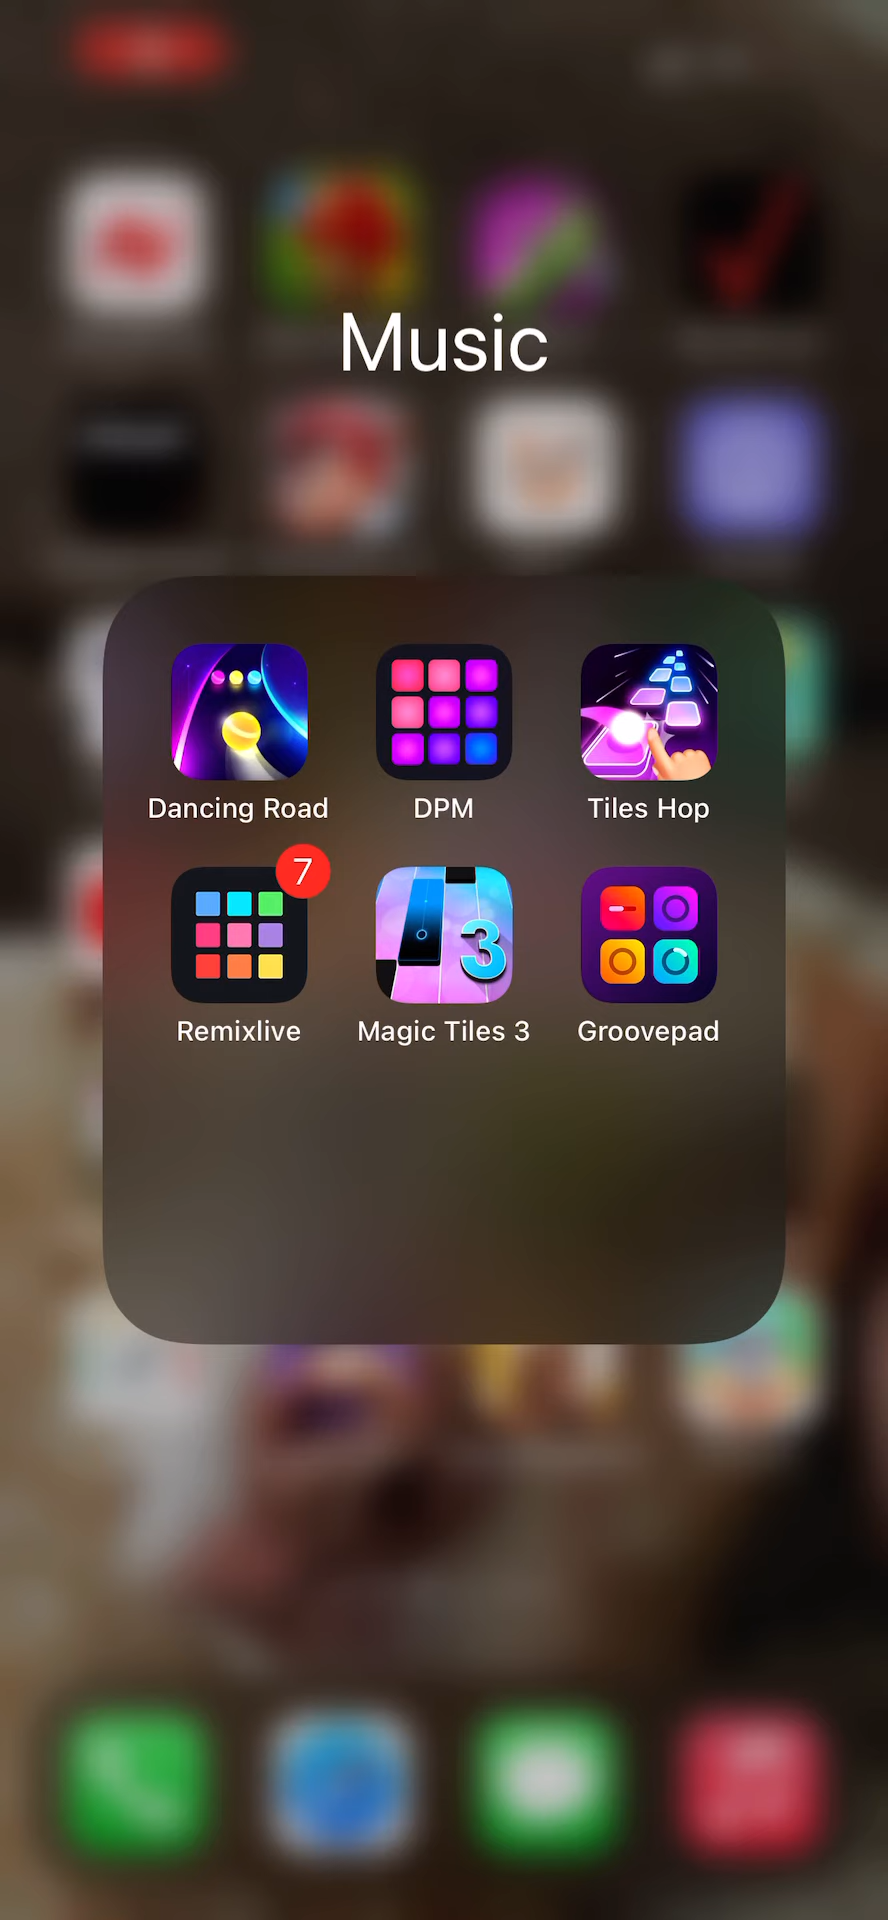 Music
Dancing Road
DPM
Tiles Hop
7
3
Remixlive
Magic Tiles 3
Groovepad